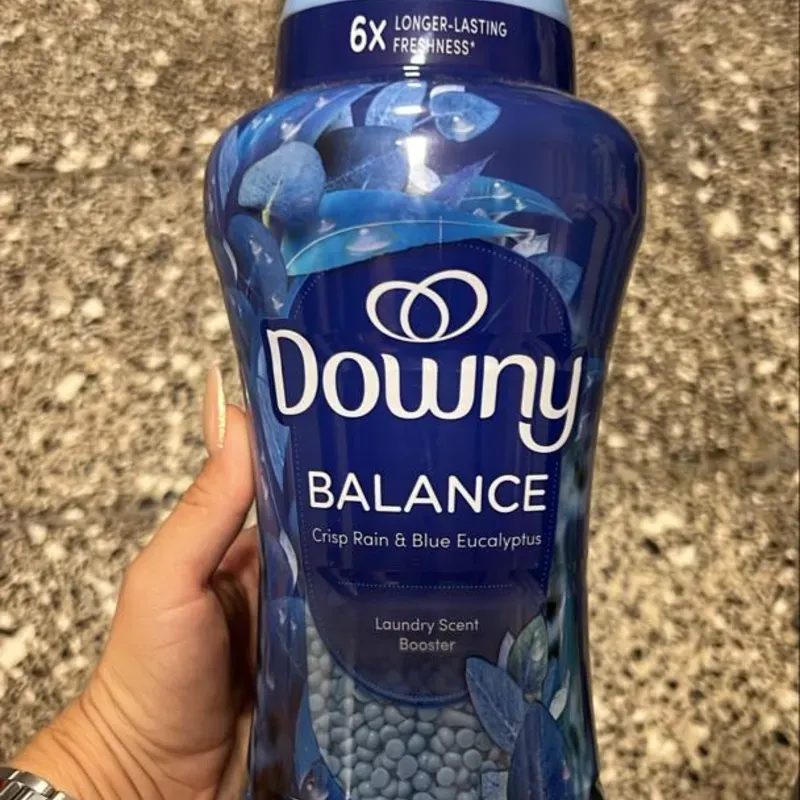 6X LONGER-LASTING
FRESHNESS*
Downy
BALANCE
Crisp Rain & Blue Eucalyptus
Laundry Scent
Booster